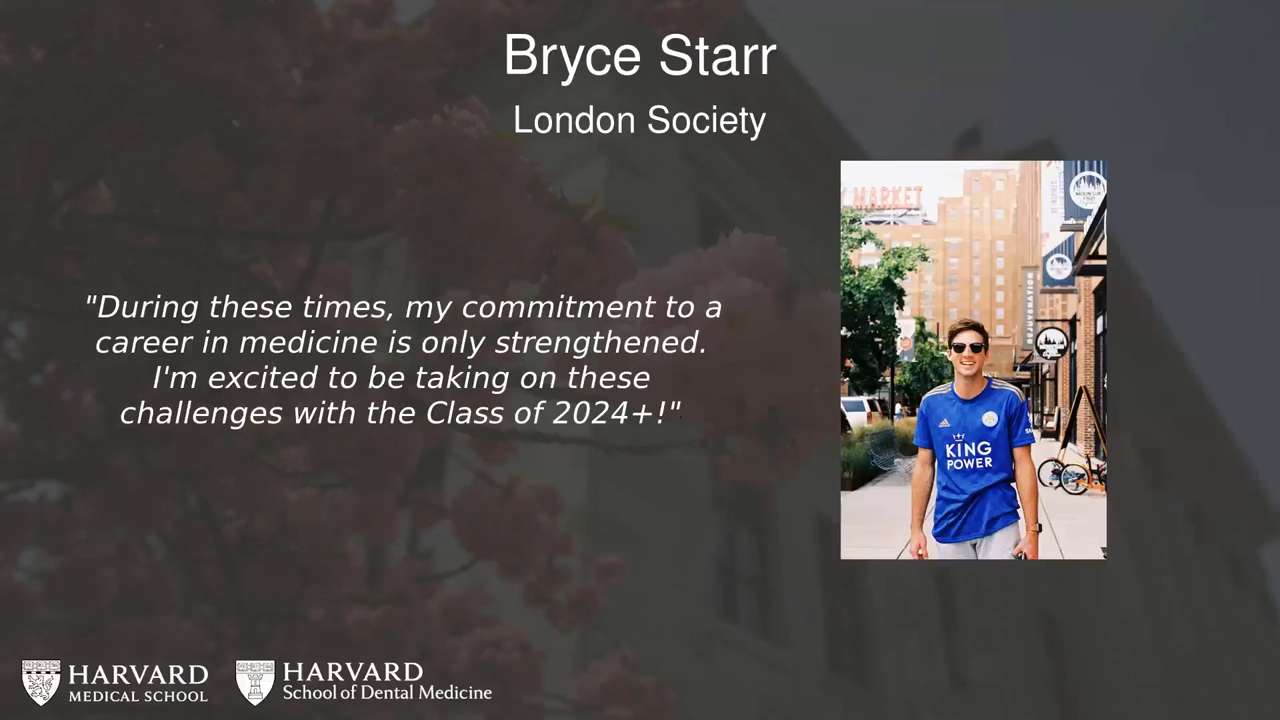 Bryce Starr
London Society
"During these times, my commitment to a
career in medicine is only strengthened.
I'm excited to be taking on these
challenges with the Class of 2024+!"
MARKET
REJUVENATION
KING
POWER
HARVARD
MEDICAL SCHOOL
HARVARD
School of Dental Medicine